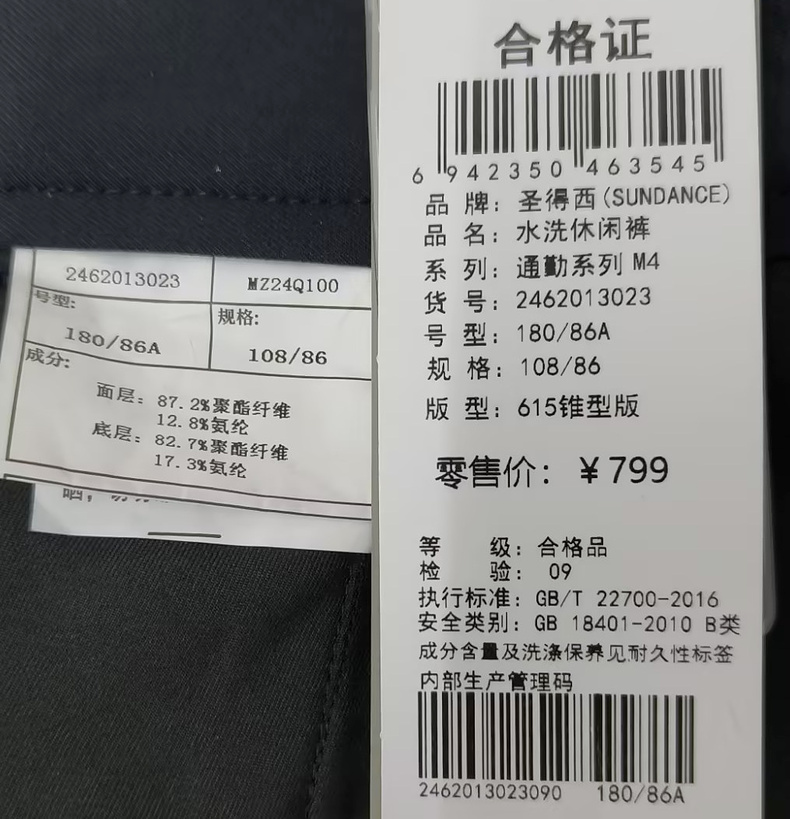 2462013023 MZ24Q100
号型: 规格:
180/86A 108/86
成分:
面层: 87.2%聚酯纤维
12.8%氨纶
底层: 82.7%聚酯纤维
17.3%氨纶
合格证
6 942350 463545
品 牌: 圣得西(SUNDANCE)
品 名: 水洗休闲裤
系 列: 通勤系列 M4
货 号: 2462013023
号 型: 180/86A
规 格: 108/86
版 型: 615锥型版
零售价: ¥799
等 级: 合格品
检 验: 09
执行标准: GB/T 22700-2016
安全类别: GB 18401-2010 B类
成分含量及洗涤保养见耐久性标签
内部生产管理码
2462013023090 180/86A